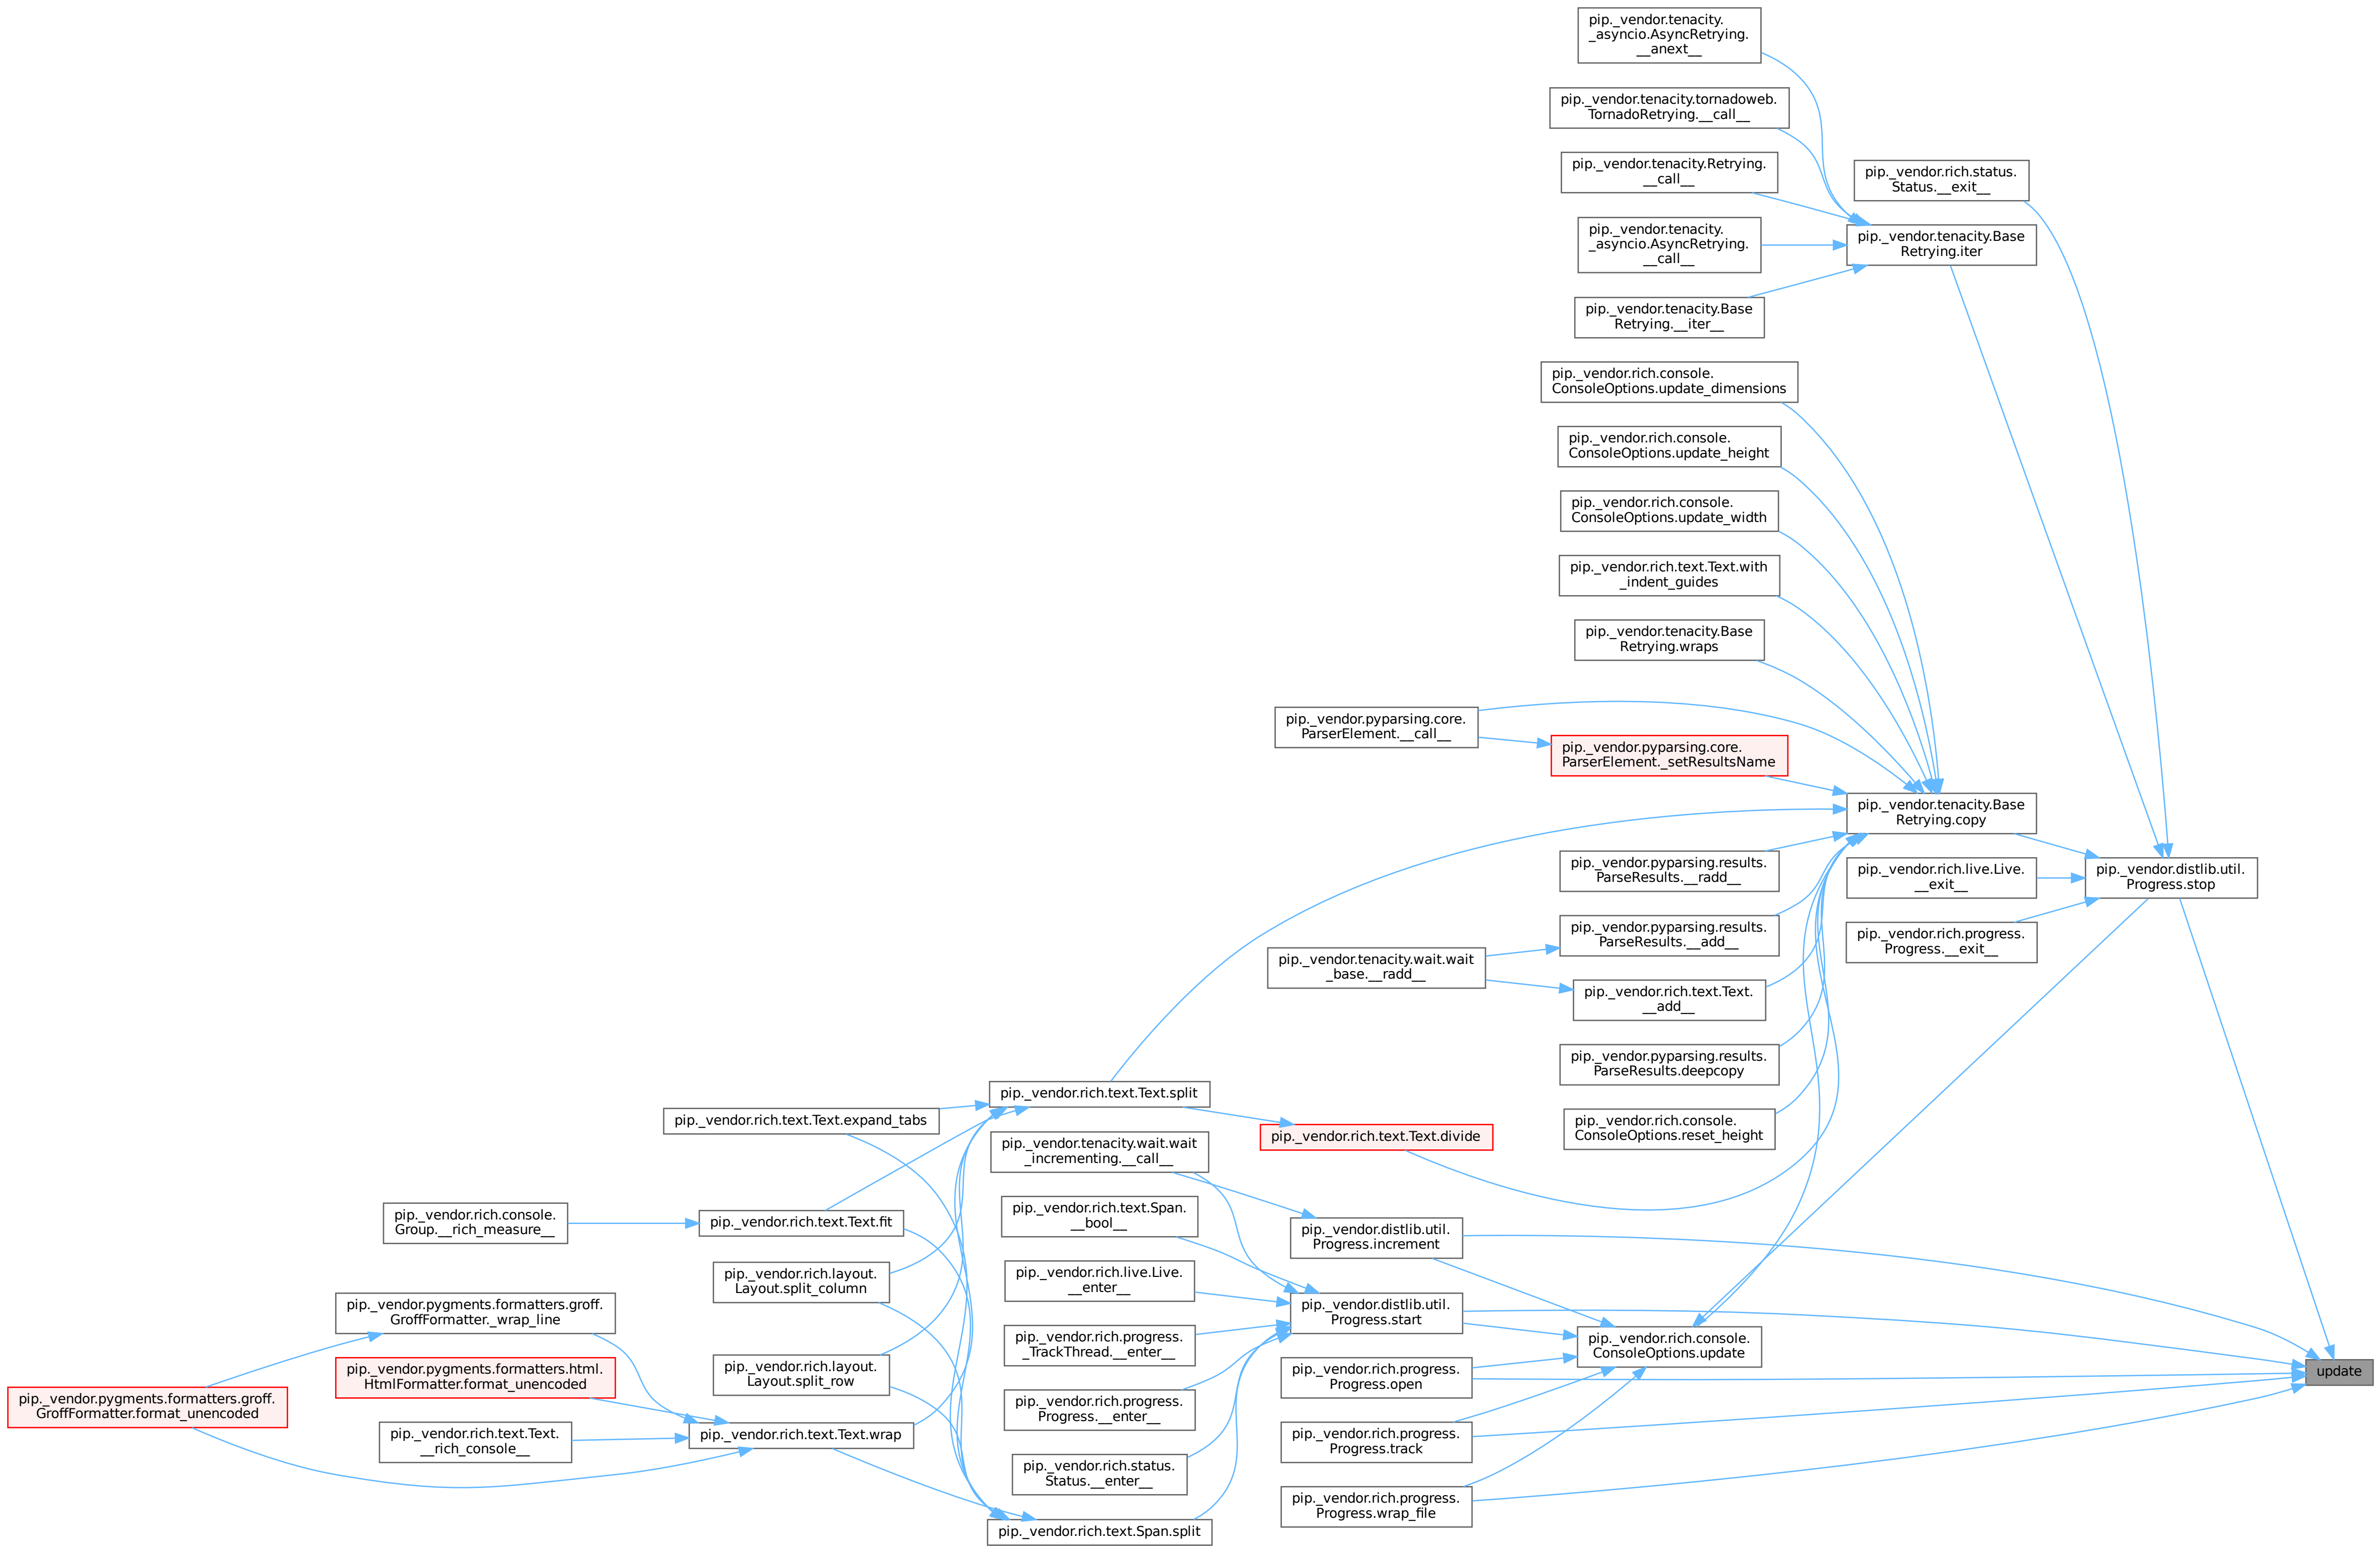 pip._vendor.tenacity.
_asyncio.AsyncRetrying.
__anext__
pip._vendor.tenacity.tornadoweb.
TornadoRetrying.__call__
pip._vendor.tenacity.Retrying.
__call__
pip._vendor.rich.status.
Status.__exit__
pip._vendor.tenacity.
_asyncio.AsyncRetrying.
__call__
pip._vendor.tenacity.Base
Retrying.iter
pip._vendor.tenacity.Base
Retrying.__iter__
pip._vendor.rich.console.
ConsoleOptions.update_dimensions
pip._vendor.rich.console.
ConsoleOptions.update_height
pip._vendor.rich.console.
ConsoleOptions.update_width
pip._vendor.rich.text.Text.with
_indent_guides
pip._vendor.tenacity.Base
Retrying.wraps
pip._vendor.pyparsing.core.
ParserElement.__call__
pip._vendor.pyparsing.core.
ParserElement._setResultsName
pip._vendor.tenacity.Base
Retrying.copy
pip._vendor.pyparsing.results.
ParseResults.__radd__
pip._vendor.rich.live.Live.
__exit__
pip._vendor.distlib.util.
Progress.stop
pip._vendor.pyparsing.results.
ParseResults.__add__
pip._vendor.rich.progress.
Progress.__exit__
pip._vendor.tenacity.wait.wait
_base.__radd__
pip._vendor.rich.text.Text.
__add__
pip._vendor.pyparsing.results.
ParseResults.deepcopy
pip._vendor.rich.text.Text.split
pip._vendor.rich.text.Text.expand_tabs
pip._vendor.rich.console.
ConsoleOptions.reset_height
pip._vendor.rich.text.Text.divide
pip._vendor.tenacity.wait.wait
_incrementing.__call__
pip._vendor.rich.console.
Group.__rich_measure__
pip._vendor.rich.text.Text.fit
pip._vendor.rich.text.Span.
__bool__
pip._vendor.distlib.util.
Progress.increment
pip._vendor.rich.layout.
Layout.split_column
pip._vendor.rich.live.Live.
__enter__
pip._vendor.pygments.formatters.groff.
GroffFormatter._wrap_line
pip._vendor.distlib.util.
Progress.start
pip._vendor.rich.progress.
_TrackThread.__enter__
pip._vendor.rich.console.
ConsoleOptions.update
pip._vendor.pygments.formatters.html.
HtmlFormatter.format_unencoded
pip._vendor.rich.layout.
Layout.split_row
pip._vendor.rich.progress.
Progress.open
update
pip._vendor.pygments.formatters.groff.
GroffFormatter.format_unencoded
pip._vendor.rich.progress.
Progress.__enter__
pip._vendor.rich.text.Text.
__rich_console__
pip._vendor.rich.text.Text.wrap
pip._vendor.rich.progress.
Progress.track
pip._vendor.rich.status.
Status.__enter__
pip._vendor.rich.progress.
Progress.wrap_file
pip._vendor.rich.text.Span.split